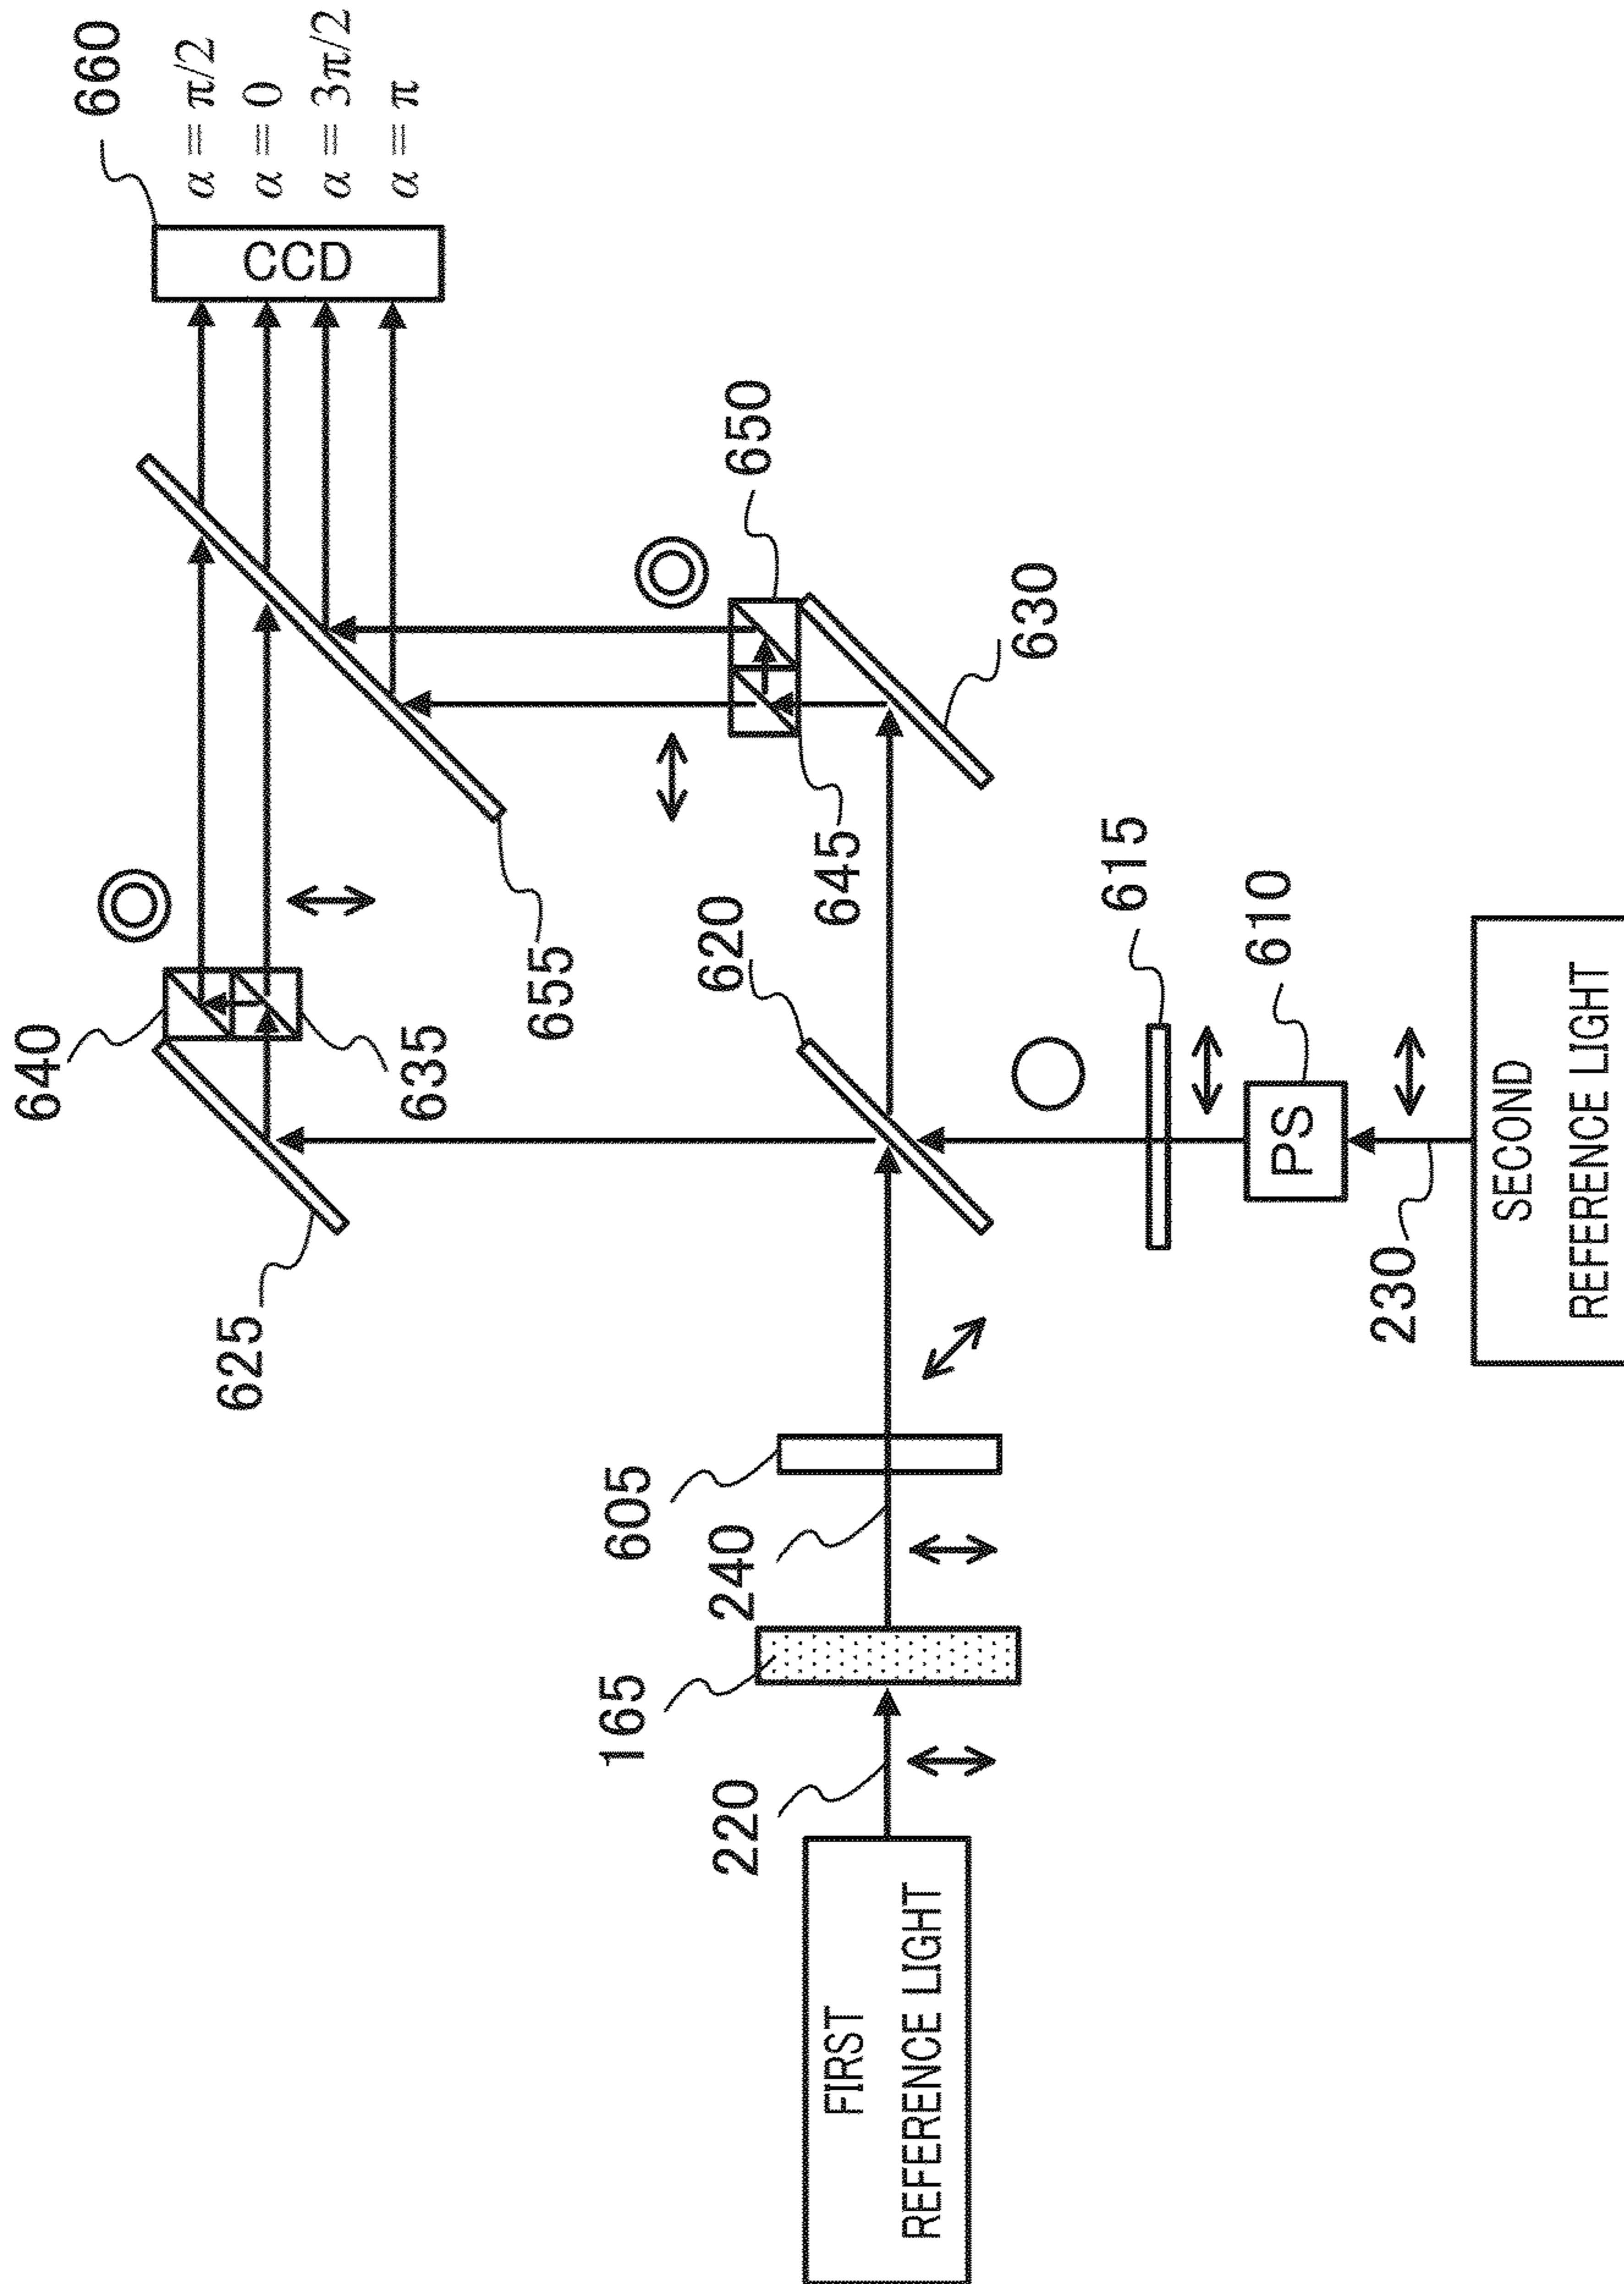 640
660
α = π/2
α = 0
α = 3π/2
α = π
CCD
625
635
655
165
605
220
240
620
650
645
FIRST
REFERENCE LIGHT
630
615
610
PS
230
SECOND
REFERENCE LIGHT